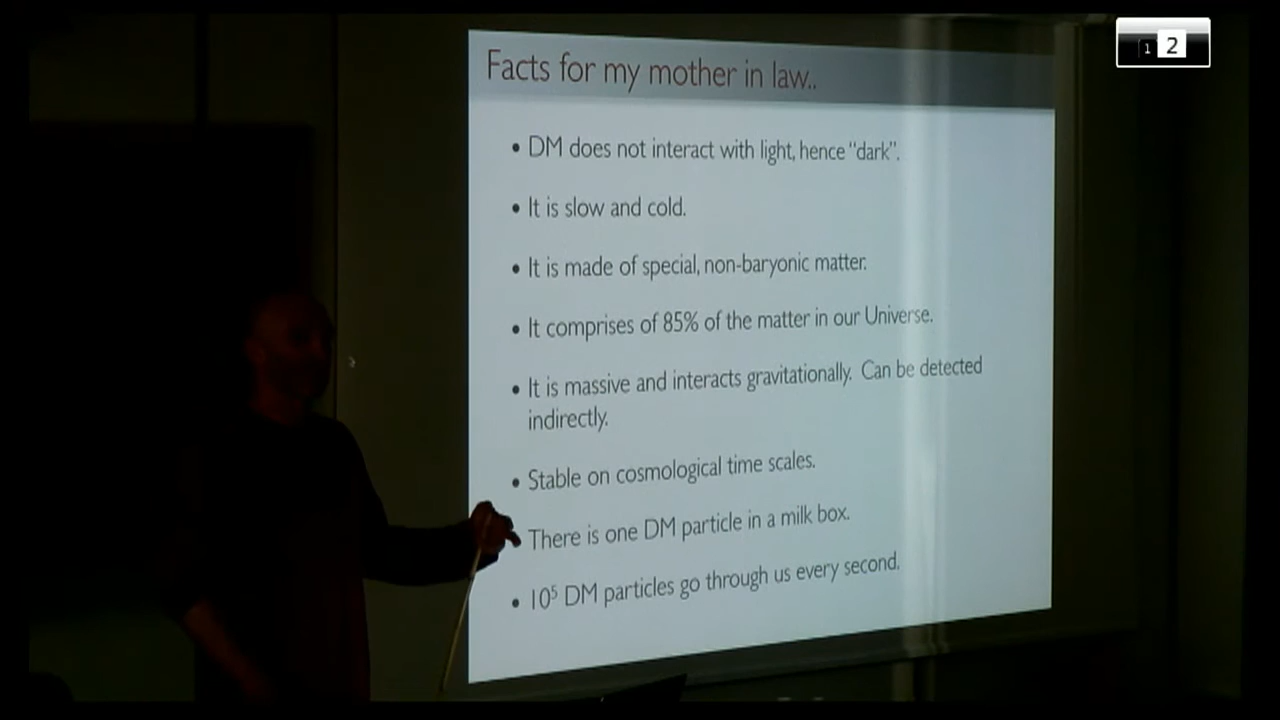 1 2
Facts for my mother in law..
• DM does not interact with light, hence "dark".
• It is slow and cold.
• It is made of special, non-baryonic matter.
• It comprises of 85% of the matter in our Universe.
• It is massive and interacts gravitationally. Can be detected
indirectly.
• Stable on cosmological time scales.
There is one DM particle in a milk box.
• 10⁵ DM particles go through us every second.